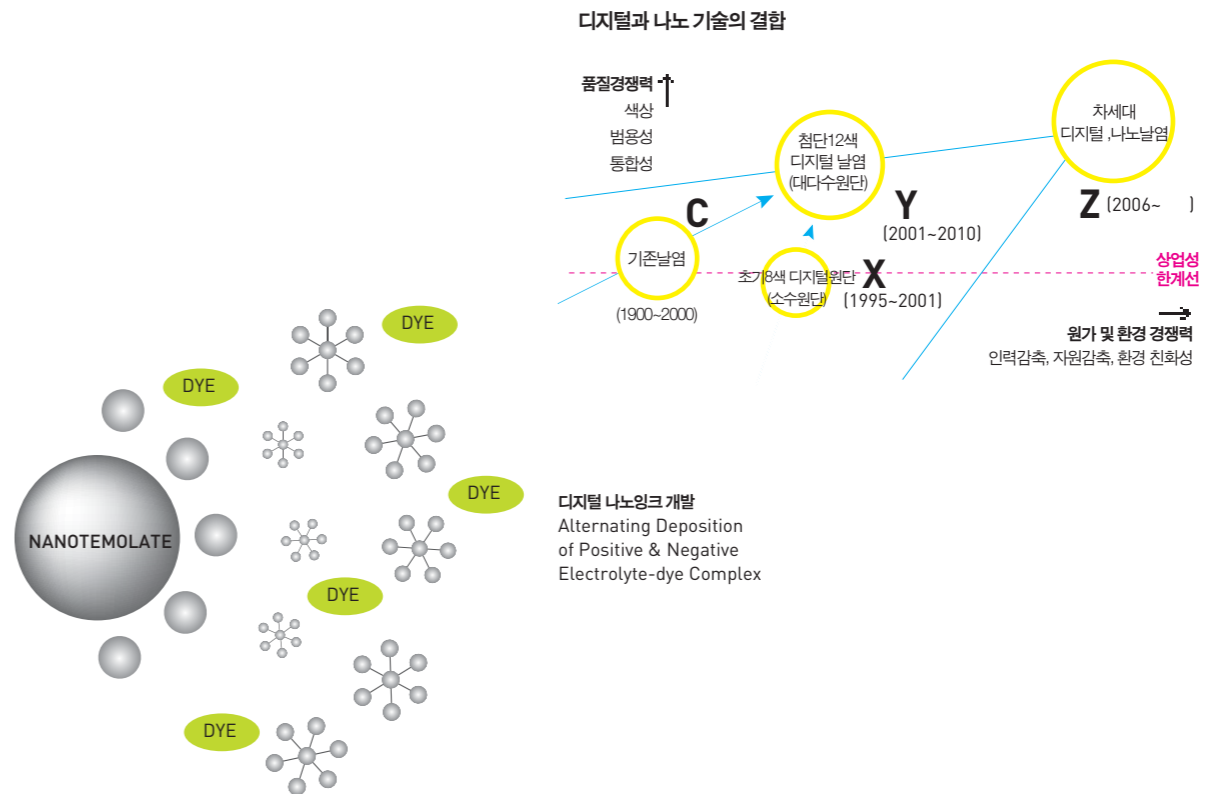 디지털과 나노 기술의 결합
품질경쟁력
색상
범용성
통합성
첨단12색
디지털 날염
(대다수원단)
차세대
디지털 ,나노날염
C
Y
(2001~2010)
Z (2006~ )
기존날염
(1900~2000)
초기8색 디지털원단
(소수원단)
X
(1995~2001)
상업성
한계선
원가 및 환경 경쟁력
인력감축, 자원감축, 환경 친화성
DYE
DYE
DYE
NANOTEMOLATE
DYE
DYE
디지털 나노잉크 개발
Alternating Deposition
of Positive & Negative
Electrolyte-dye Complex